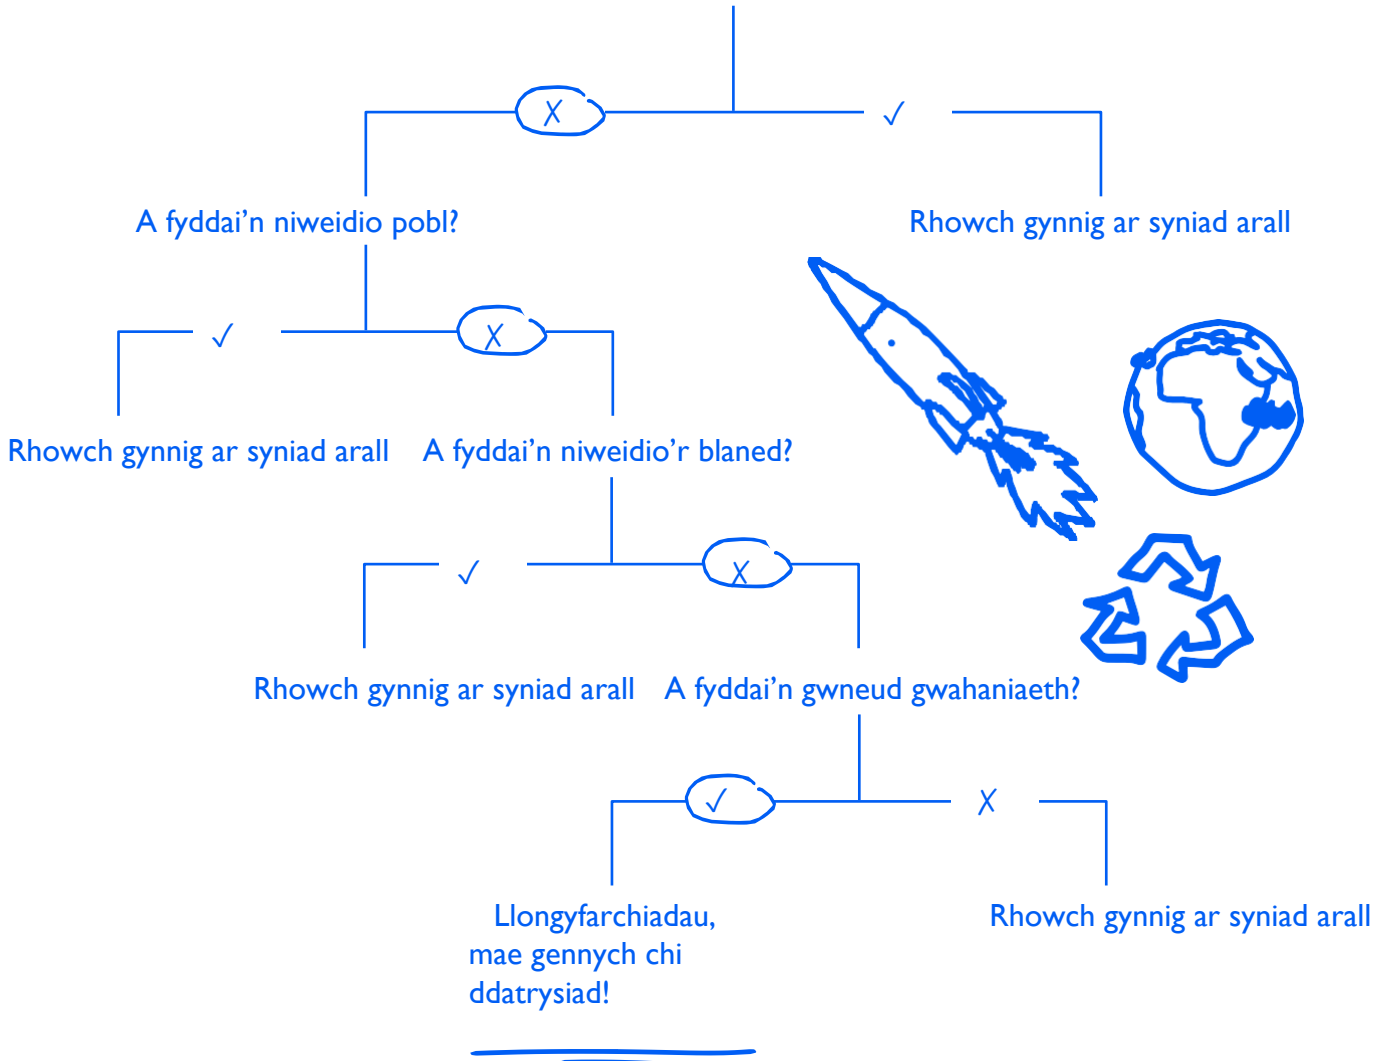 X ✓
A fyddai’n niweidio pobl? Rhowch gynnig ar syniad arall
✓ X
Rhowch gynnig ar syniad arall A fyddai’n niweidio’r blaned?
✓ X
Rhowch gynnig ar syniad arall A fyddai’n gwneud gwahaniaeth?
✓ X
Llongyfarchiadau,
mae gennych chi
ddatrysiad!
Rhowch gynnig ar syniad arall